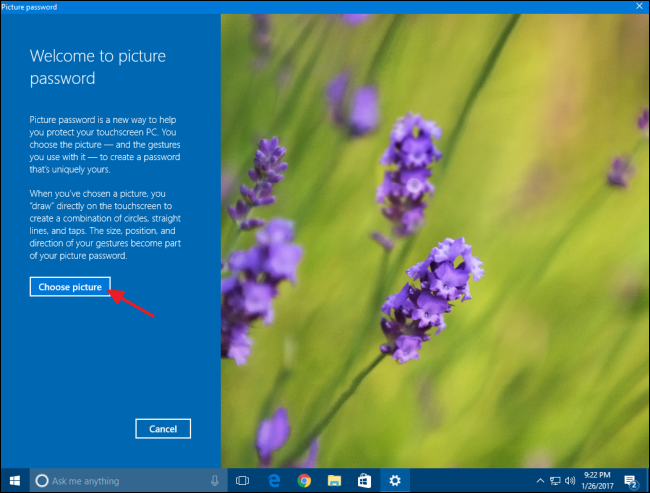 Picture password
Welcome to picture
password
Picture password is a new way to help
you protect your touchscreen PC. You
choose the picture — and the gestures
you use with it — to create a password
that's uniquely yours.
When you've chosen a picture, you
"draw" directly on the touchscreen to
create a combination of circles, straight
lines, and taps. The size, position, and
direction of your gestures become part
of your picture password.
Choose picture
Cancel
Ask me anything
9:22 PM
1/26/2017
2